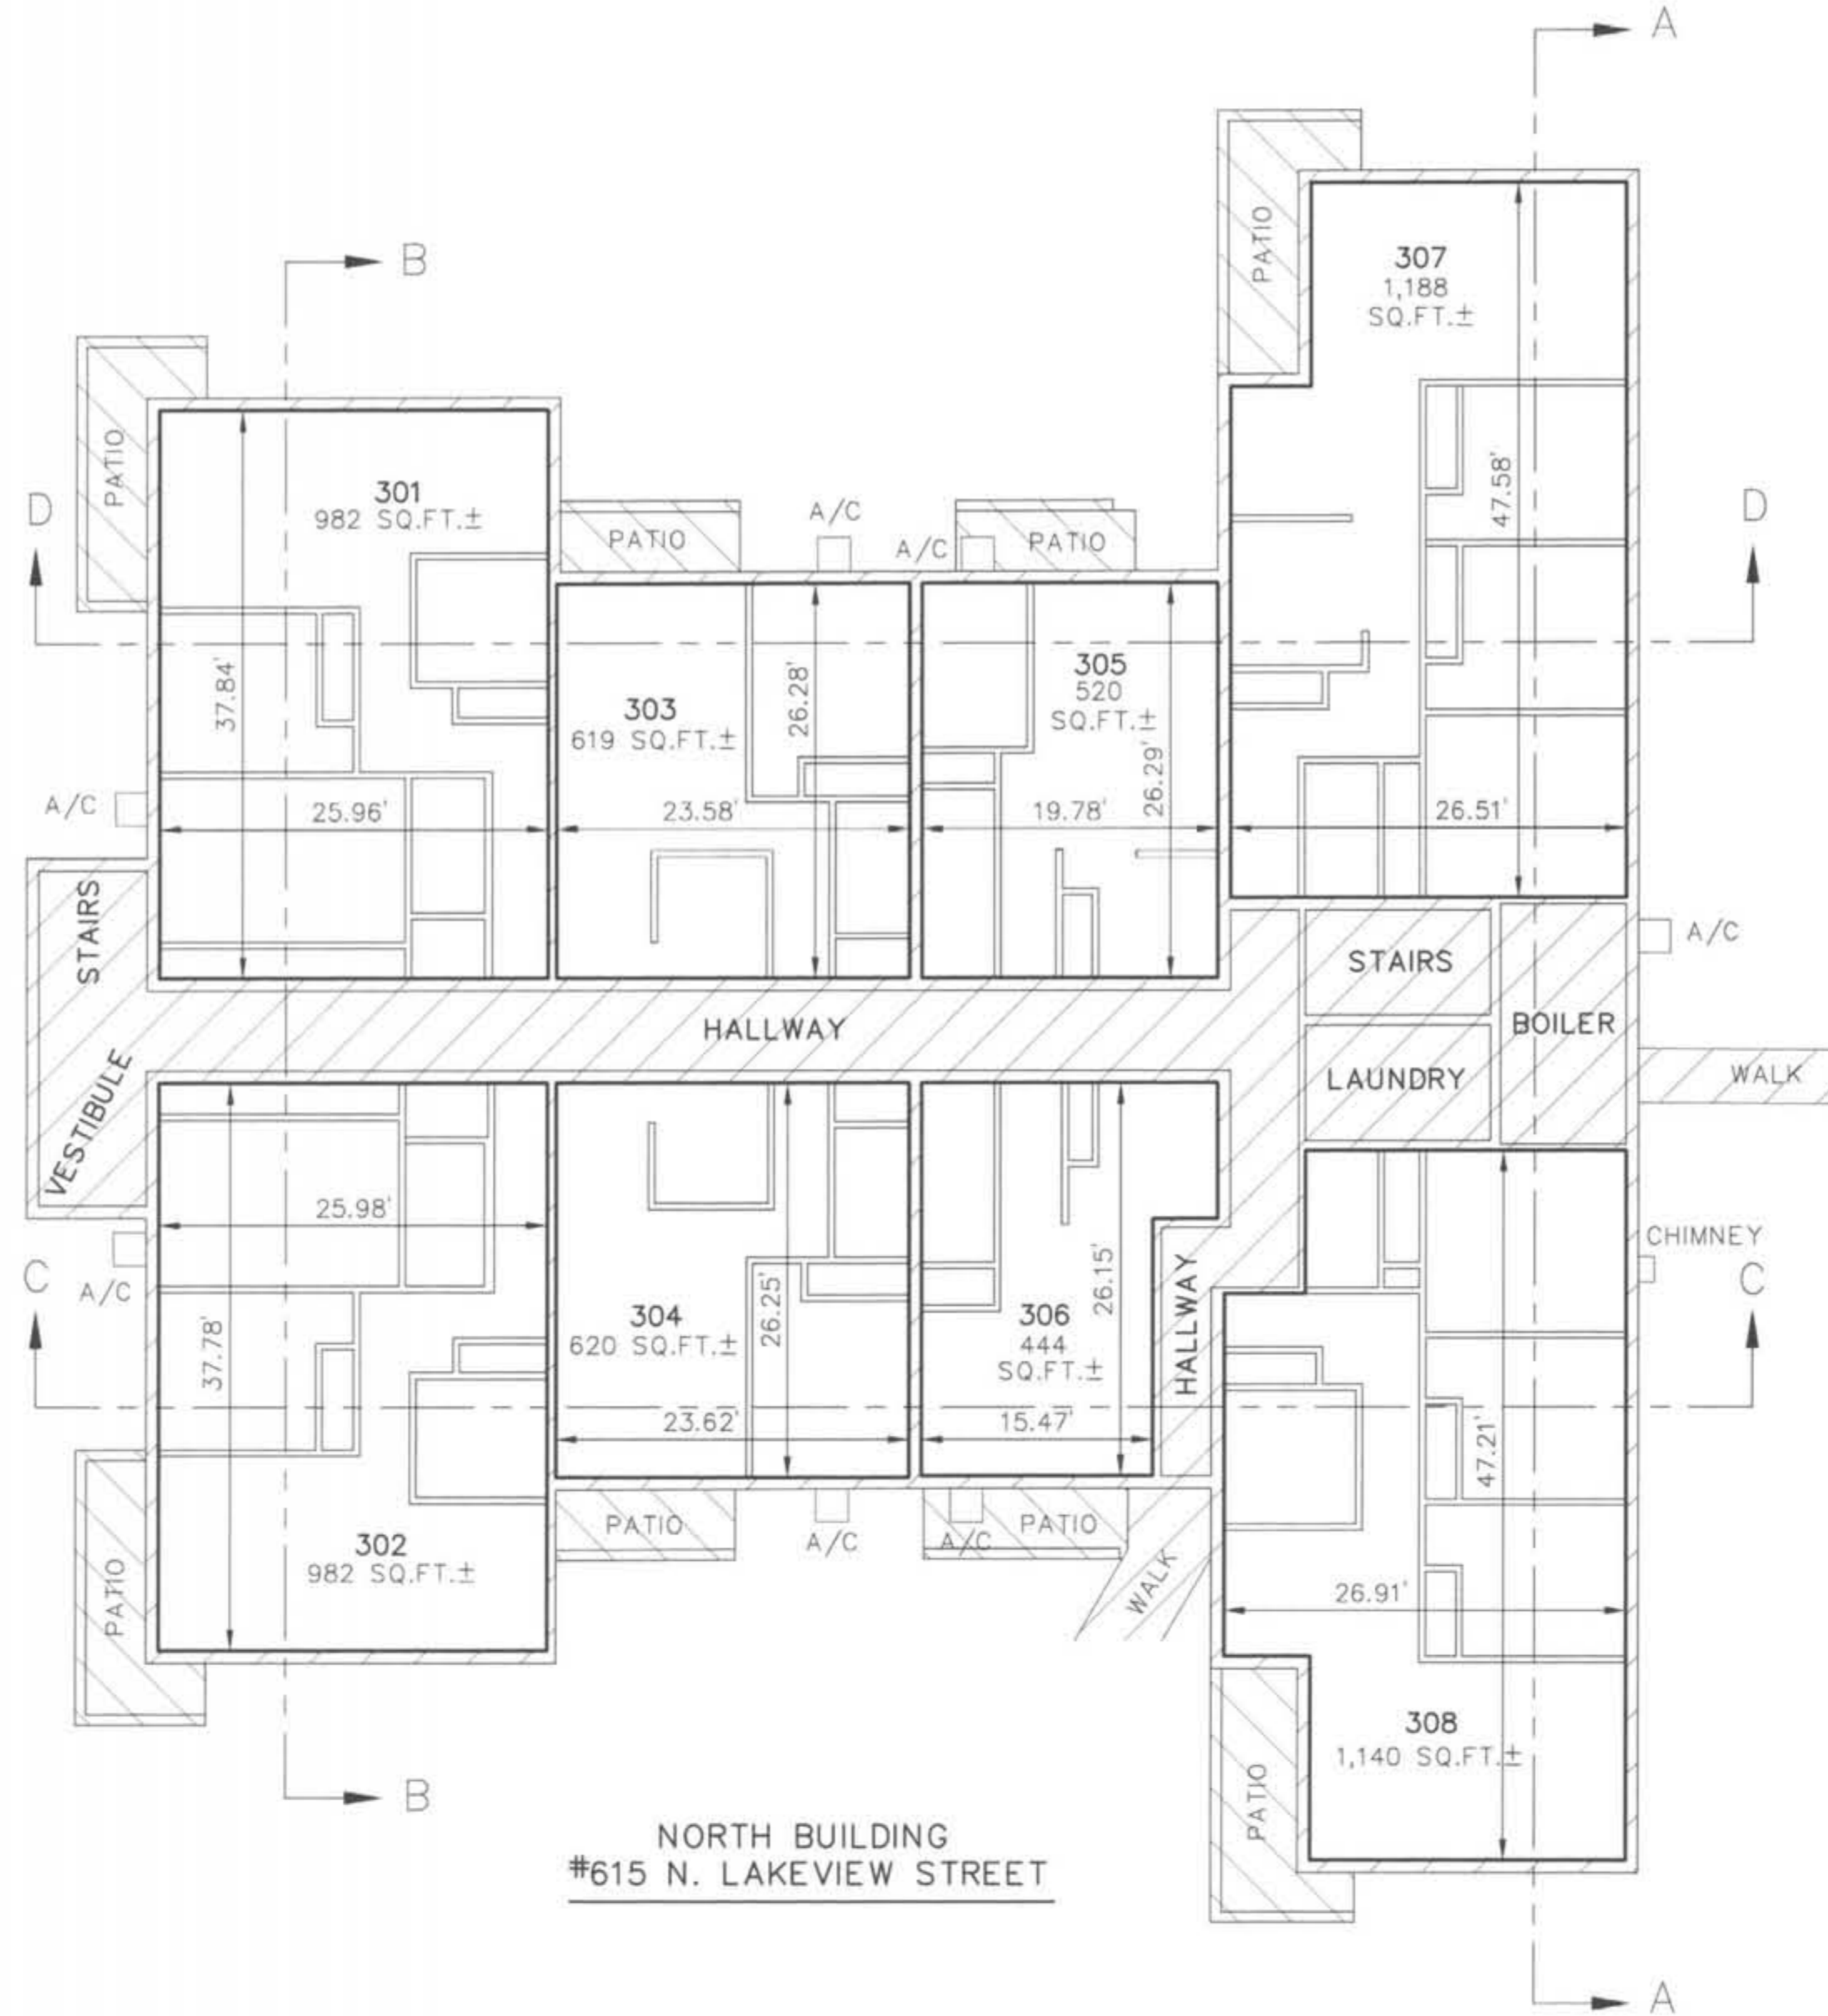 A
PATIO
307
1,188
SQ.FT.±
B
PATIO
301
982 SQ.FT.±
D
PATIO
A/C
A/C
PATIO
47.58'
D
37.84'
303
619 SQ.FT.±
26.28'
305
520
SQ.FT.±
26.29'
A/C
25.96'
23.58'
19.78'
26.51'
STAIRS
STAIRS
A/C
HALLWAY
BOILER
VESTIBULE
LAUNDRY
WALK
25.98'
CHIMNEY
C
A/C
37.78'
304
620 SQ.FT.±
26.25'
306
444
SQ.FT.±
26.15'
HALLWAY
C
23.62'
15.47'
47.21'
PATIO
A/C
A/C
PATIO
WALK
302
982 SQ.FT.±
PATIO
26.91'
308
1,140 SQ.FT.±
PATIO
B
NORTH BUILDING
#615 N. LAKEVIEW STREET
A